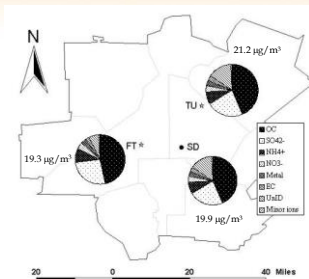 N
21.2 µg/m³
TU *
19.3 µg/m³
FT *
SD
19.9 µg/m³
OC
SO42-
NH4+
NO3-
Metal
EC
UnID
Minor ions
20 0 20 40 Miles